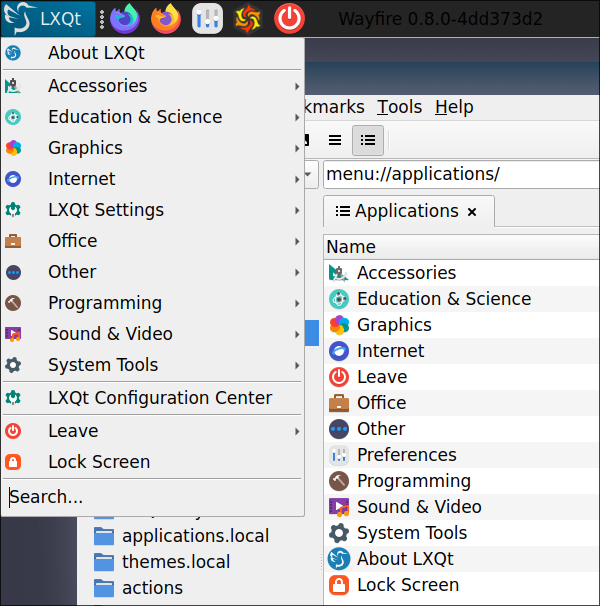 LXQt
Wayfire 0.8.0-4dd373d2
About LXQt
Accessories
Education & Science
Graphics
Internet
LXQt Settings
Office
Other
Programming
Sound & Video
System Tools
LXQt Configuration Center
Leave
Lock Screen
Search...
applications.local
themes.local
actions
Tools Help
menu://applications/
Applications
Name
Accessories
Education & Science
Graphics
Internet
Leave
Office
Other
Preferences
Programming
Sound & Video
System Tools
About LXQt
Lock Screen